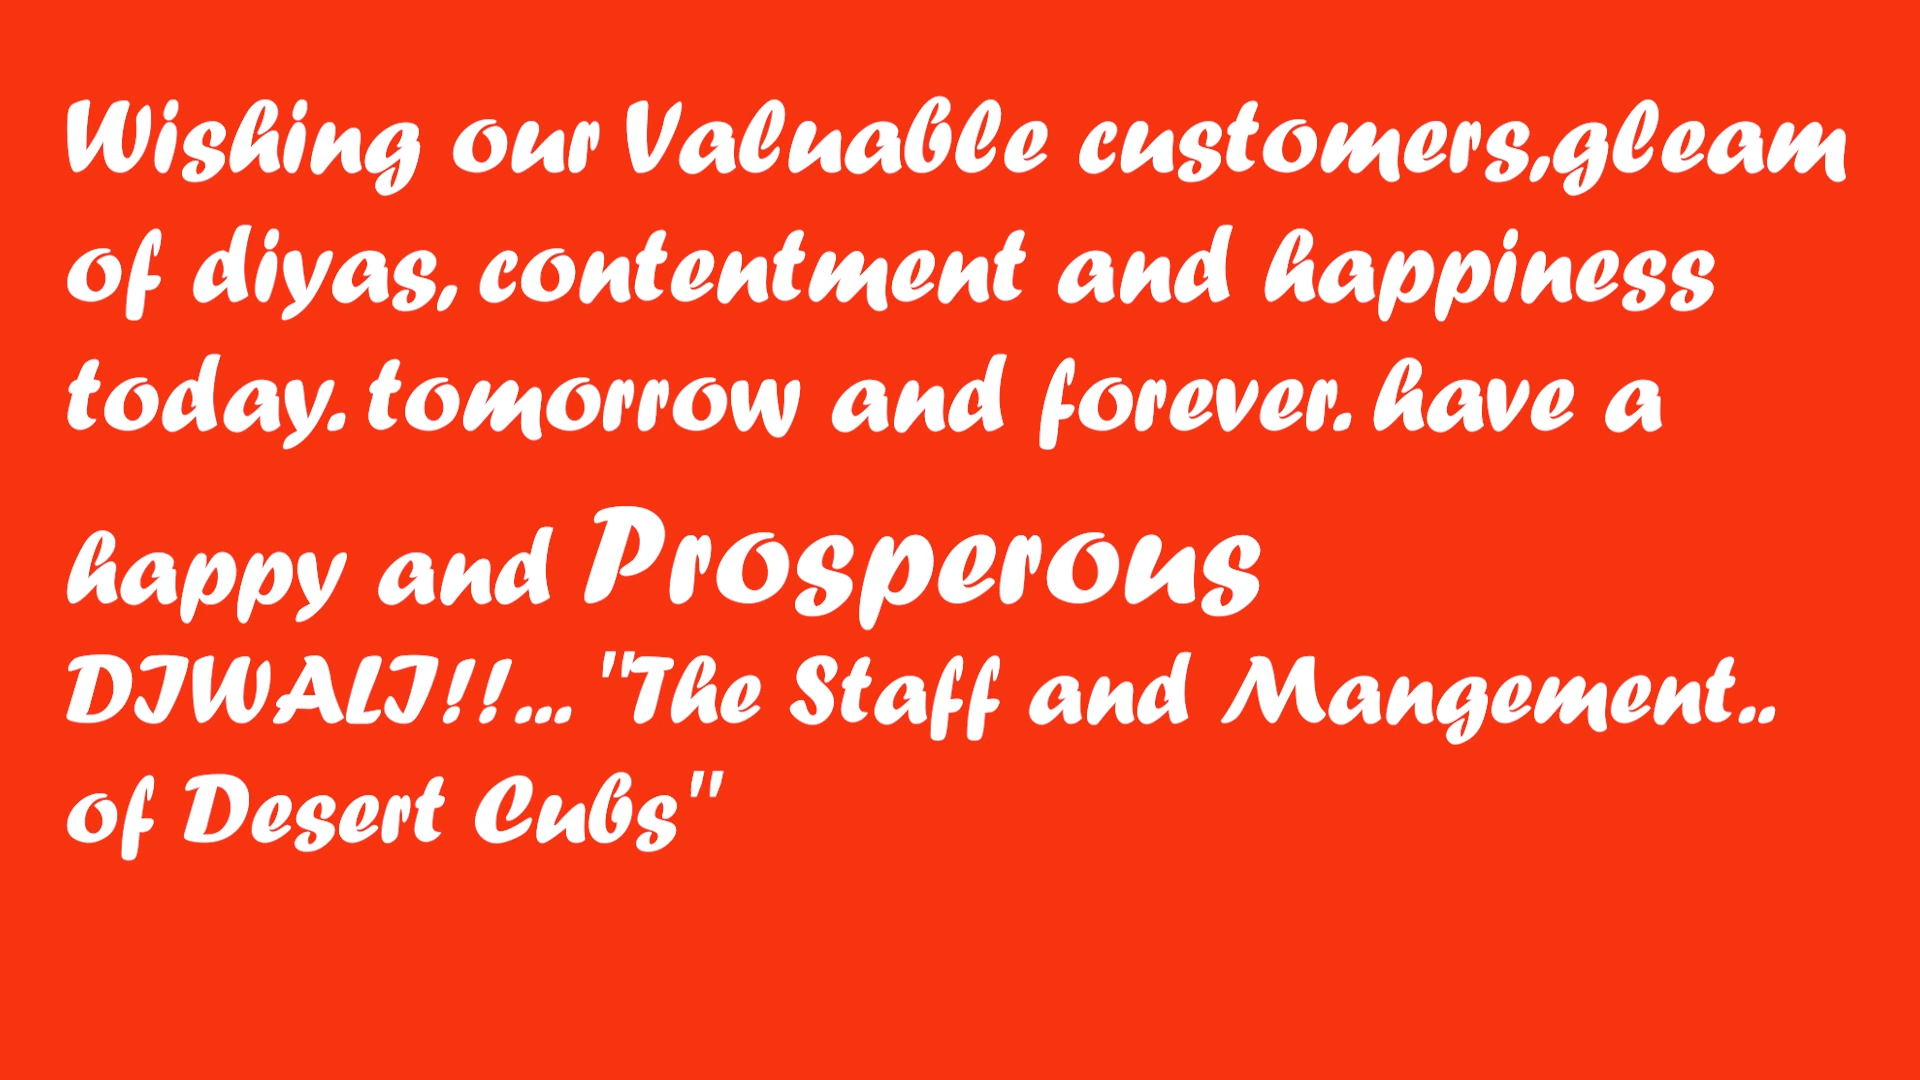 Wishing our Valuable customers,gleam
of diyas, contentment and happiness
today. tomorrow and forever. have a
happy and Prosperous
DIWALI!!... "The Staff and Mangement..
of Desert Cubs"